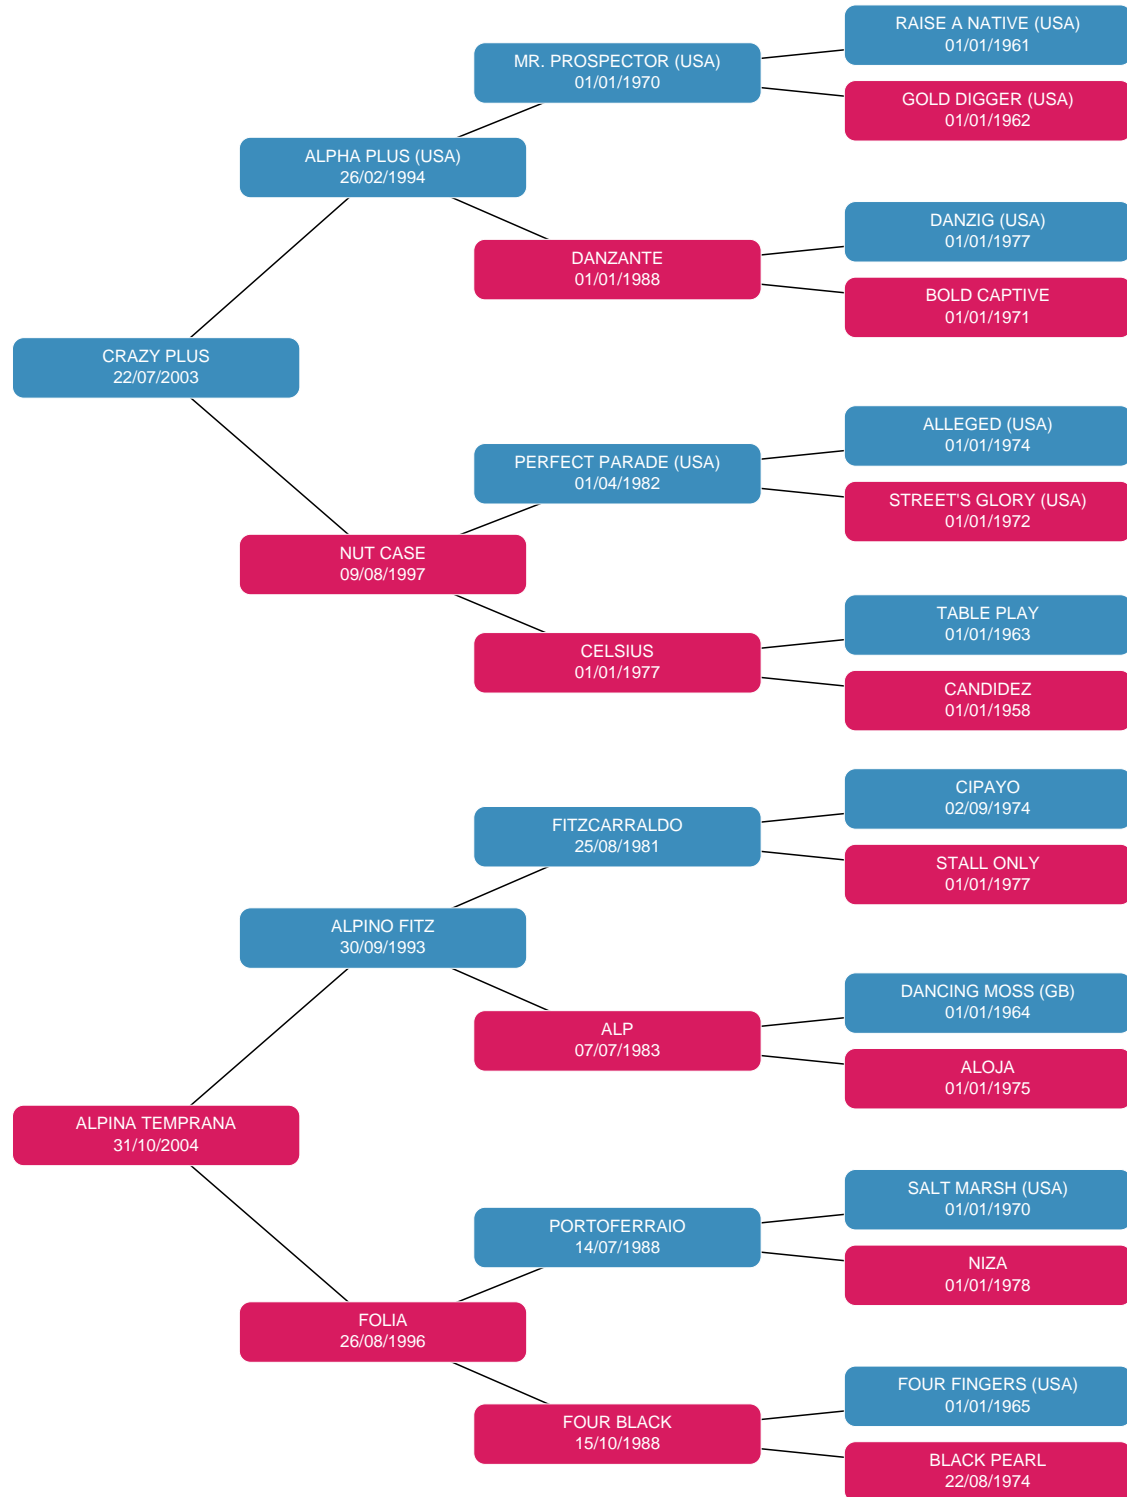 RAISE A NATIVE (USA)
01/01/1961
MR. PROSPECTOR (USA)
01/01/1970
GOLD DIGGER (USA)
01/01/1962
ALPHA PLUS (USA)
26/02/1994
DANZIG (USA)
01/01/1977
DANZANTE
01/01/1988
BOLD CAPTIVE
01/01/1971
CRAZY PLUS
22/07/2003
ALLEGED (USA)
01/01/1974
PERFECT PARADE (USA)
01/04/1982
STREET'S GLORY (USA)
01/01/1972
NUT CASE
09/08/1997
TABLE PLAY
01/01/1963
CELSIUS
01/01/1977
CANDIDEZ
01/01/1958
CIPAYO
02/09/1974
FITZCARRALDO
25/08/1981
STALL ONLY
01/01/1977
ALPINO FITZ
30/09/1993
DANCING MOSS (GB)
01/01/1964
ALP
07/07/1983
ALOJA
01/01/1975
ALPINA TEMPRANA
31/10/2004
SALT MARSH (USA)
01/01/1970
PORTOFERRAIO
14/07/1988
NIZA
01/01/1978
FOLIA
26/08/1996
FOUR FINGERS (USA)
01/01/1965
FOUR BLACK
15/10/1988
BLACK PEARL
22/08/1974